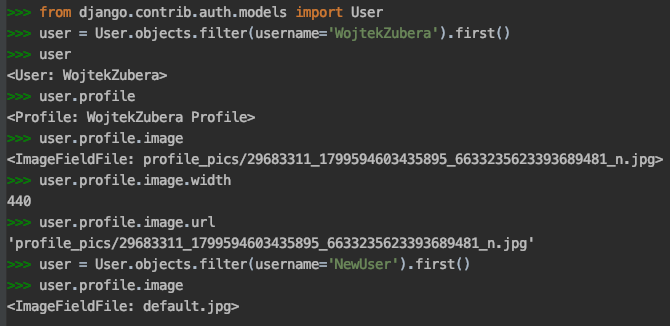 >>> from django.contrib.auth.models import User
>>> user = User.objects.filter(username='WojtekZubera').first()
>>> user
<User: WojtekZubera>
>>> user.profile
<Profile: WojtekZubera Profile>
>>> user.profile.image
<ImageFieldFile: profile_pics/29683311_1799594603435895_6633235623393689481_n.jpg>
>>> user.profile.image.width
440
>>> user.profile.image.url
'profile_pics/29683311_1799594603435895_6633235623393689481_n.jpg'
>>> user = User.objects.filter(username='NewUser').first()
>>> user.profile.image
<ImageFieldFile: default.jpg>